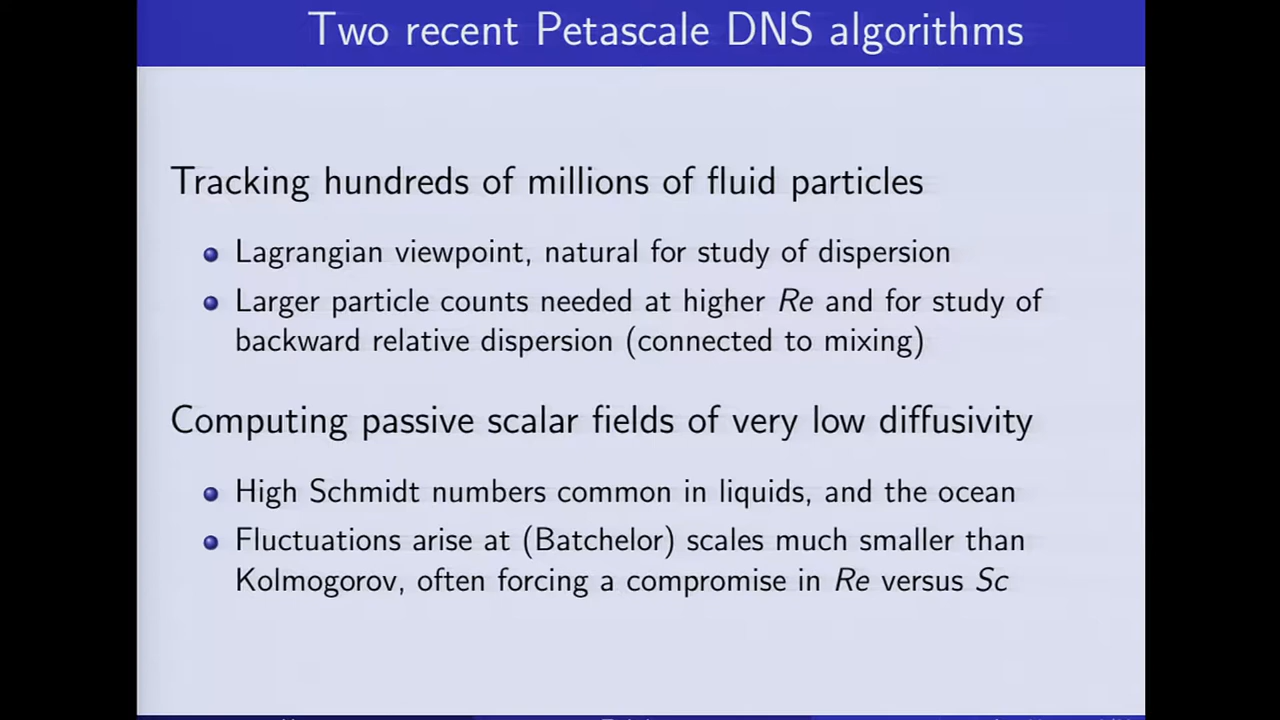 Two recent Petascale DNS algorithms
Tracking hundreds of millions of fluid particles
Lagrangian viewpoint, natural for study of dispersion
Larger particle counts needed at higher Re and for study of
backward relative dispersion (connected to mixing)
Computing passive scalar fields of very low diffusivity
High Schmidt numbers common in liquids, and the ocean
Fluctuations arise at (Batchelor) scales much smaller than
Kolmogorov, often forcing a compromise in Re versus Sc